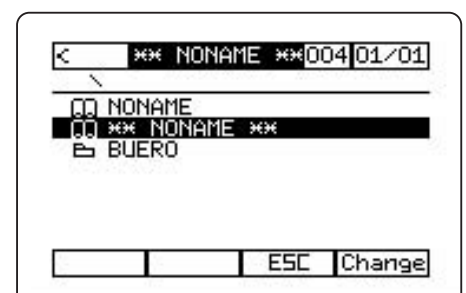 < ** NONAME **004 01/01
\
NONAME
** NONAME **
BUERO
ESC Change